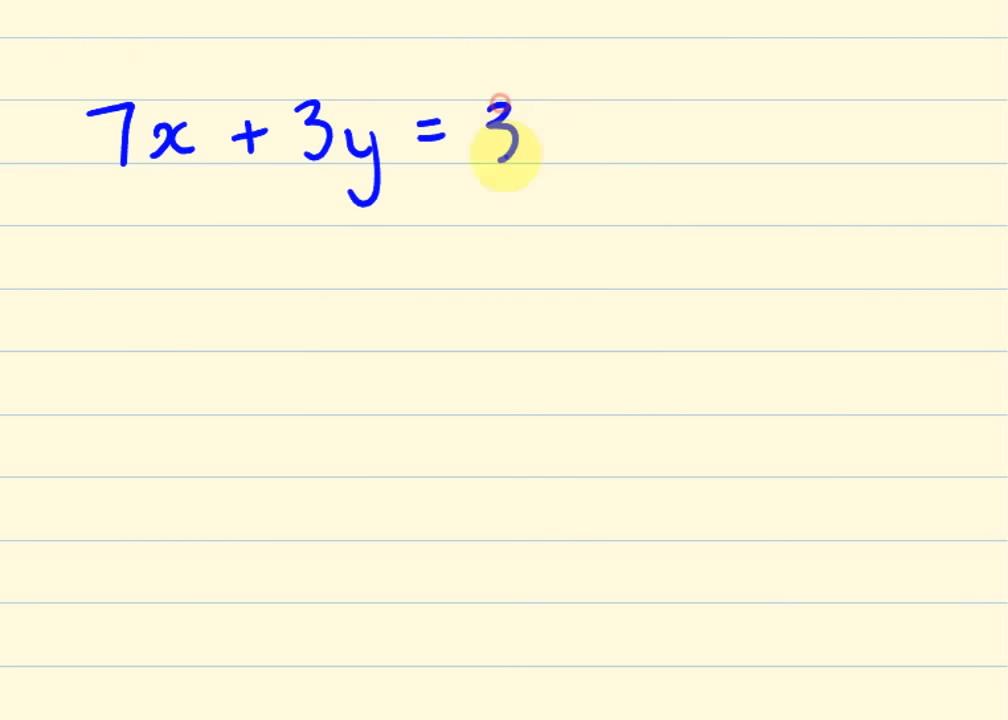 7x + 3y = 3